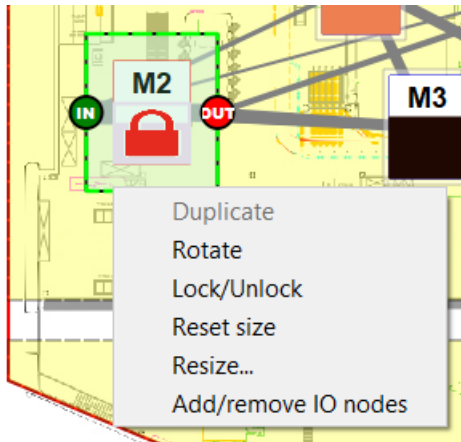 M2
M3
IN
OUT
Duplicate
Rotate
Lock/Unlock
Reset size
Resize...
Add/remove IO nodes